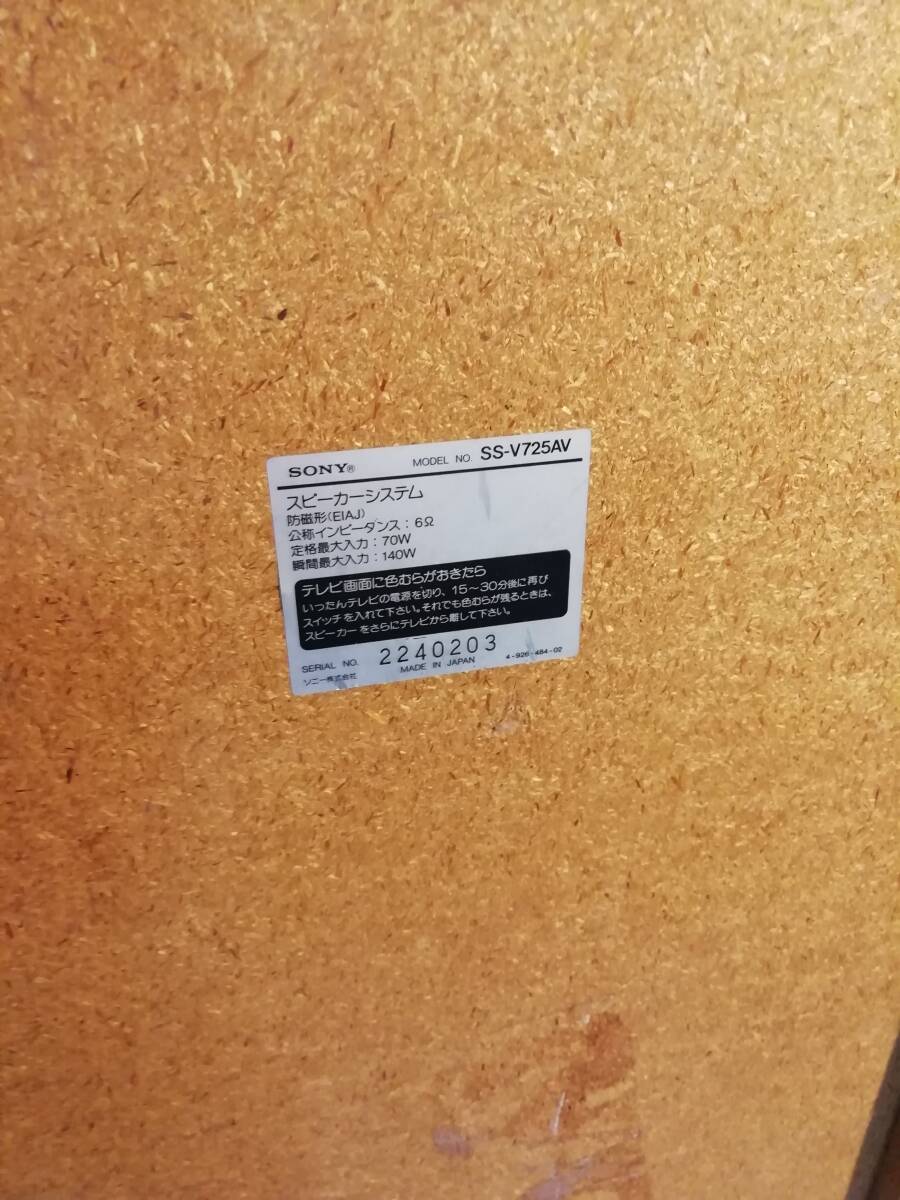 SONY® MODEL NO. SS-V725AV
スピーカーシステム
防磁形(EIAJ)
公称インピーダンス：6Ω
定格最大入力：70W
瞬間最大入力：140W
テレビ画面に色むらがおきたら
いったんテレビの電源を切り、15〜30分後に再び
スイッチを入れて下さい。それでも色むらが残るときは、
スピーカーをさらにテレビから離して下さい。
SERIAL NO. 2240203
ソニー株式会社 MADE IN JAPAN 4-926-484-02